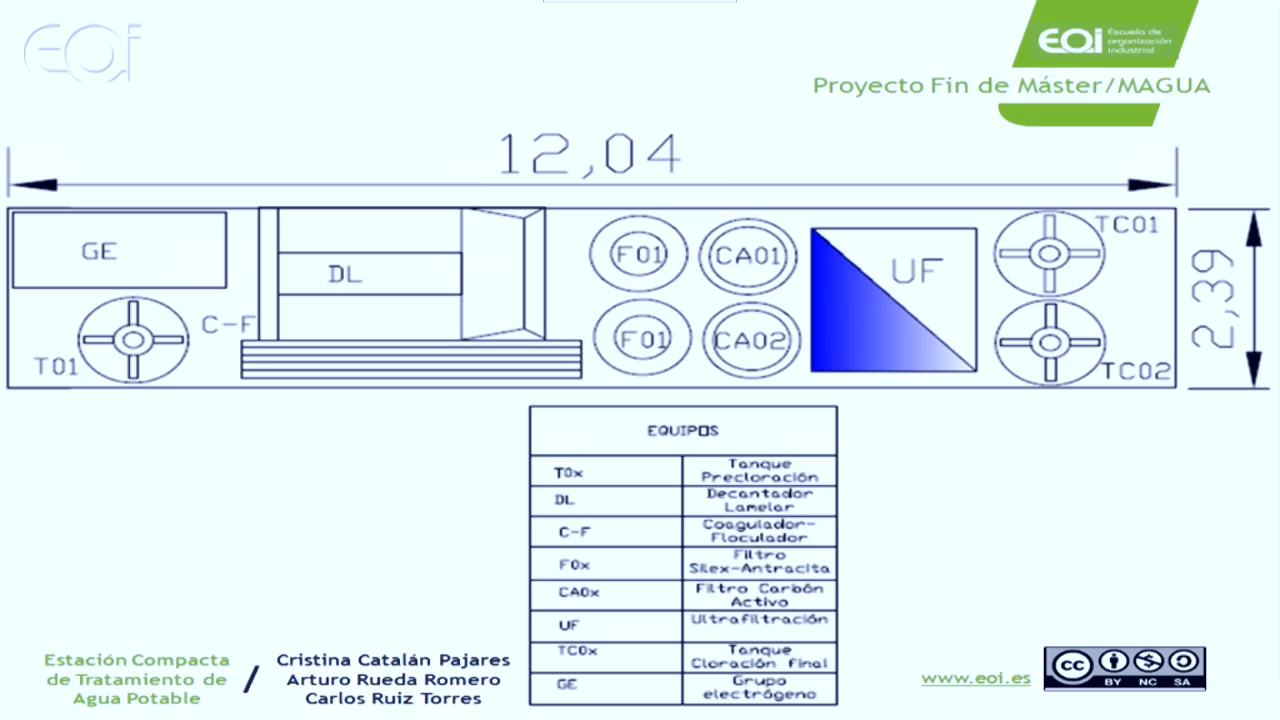 EOi
EOi Escuela de
organización
industrial
Proyecto Fin de Máster/MAGUA
12,04
GE
DL
C-F
T01
F01
CA01
F01
CA02
UF
TC01
TC02
2,39
EQUIPOS
T0x Tanque
Precloración
DL Decantador
Lamelar
C-F Coagulador-
Floculador
F0x Filtro
Silex-Antracita
CA0x Filtro Carbón
Activo
UF Ultrafiltración
TC0x Tanque
Cloración final
GE Grupo
electrógeno
Estación Compacta
de Tratamiento de
Agua Potable
/
Cristina Catalán Pajares
Arturo Rueda Romero
Carlos Ruiz Torres
www.eoi.es
cc BY NC SA